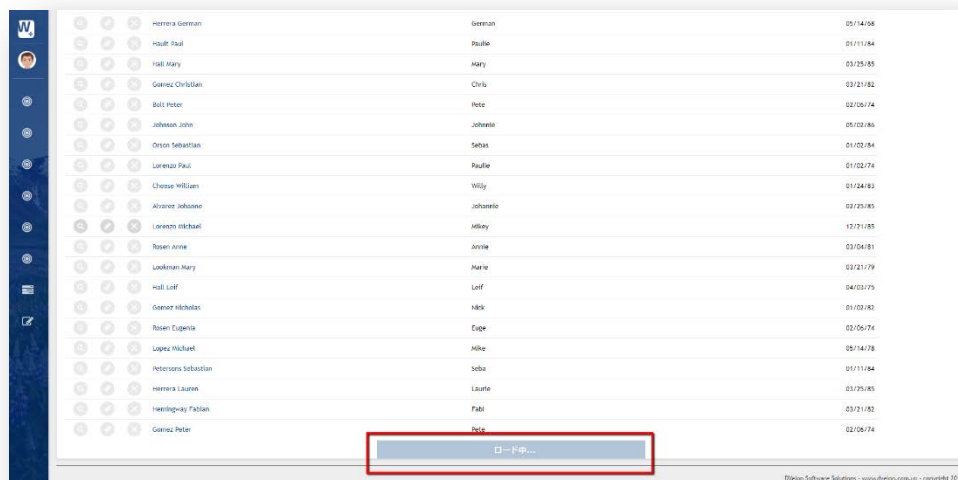 W+
Herrera German German 05/14/68
Hault Paul Paulie 01/11/84
Hall Mary Mary 03/25/85
Gomez Christian Chris 03/21/82
Bolt Peter Pete 02/06/74
Johnson John Johnnie 05/02/86
Orson Sebastian Sebas 01/02/84
Lorenzo Paul Paulie 01/02/74
Choose William Willy 01/24/83
Alvarez Johanne Johannie 02/25/85
Lorenzo Michael Mikey 12/21/85
Rosen Anne Annie 03/04/81
Lookman Mary Marie 03/21/79
Hall Leif Leif 04/03/75
Gomez Nicholas Nick 01/02/82
Rosen Eugenia Euge 02/06/74
Lopez Michael Mike 05/14/78
Petersons Sebastian Seba 01/11/84
Herrera Lauren Laurie 03/25/85
Hemingway Fabian Fabi 03/21/82
Gomez Peter Pete 02/06/74
ロード中...
Software Solutions - copyright 20